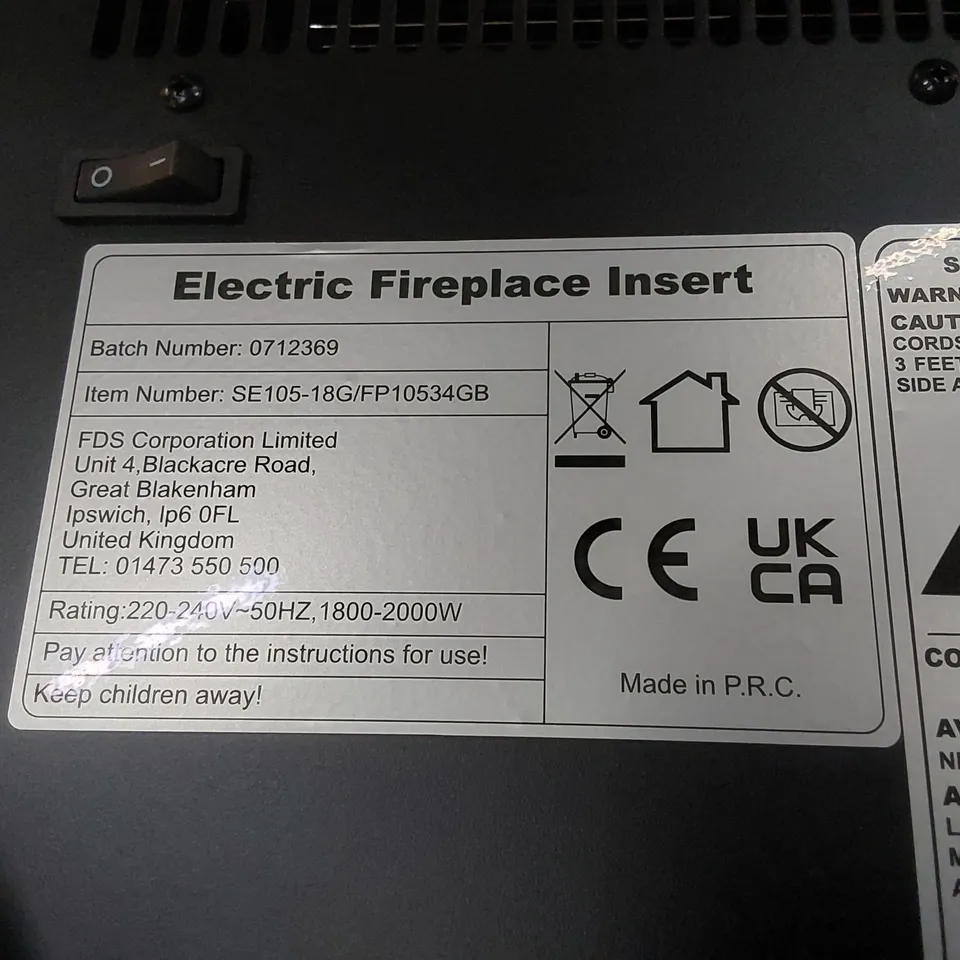 Electric Fireplace Insert
Batch Number: 0712369
Item Number: SE105-18G/FP10534GB
FDS Corporation Limited
Unit 4,Blackacre Road,
Great Blakenham
Ipswich, Ip6 0FL
United Kingdom
TEL: 01473 550 500
Rating:220-240V~50HZ,1800-2000W
Pay attention to the instructions for use!
Keep children away!
CE
UK
CA
Made in P.R.C.
CORDS
3 FEET
SIDE